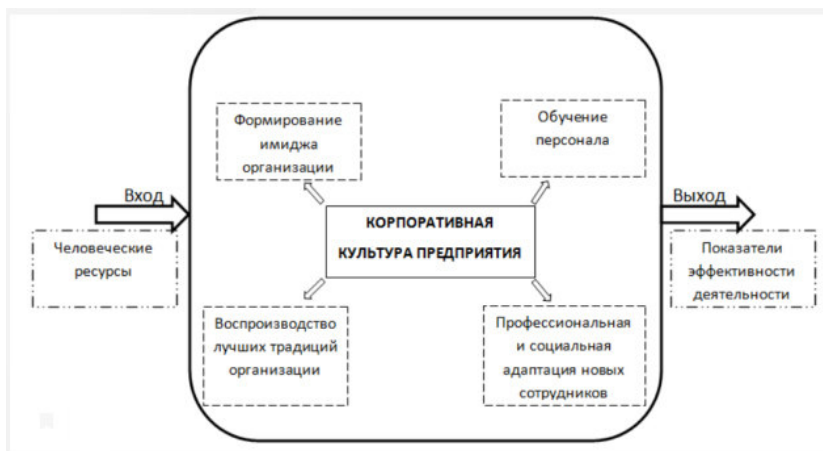 Формирование
имиджа
организации
Обучение
персонала
Вход
Человеческие
ресурсы
КОРПОРАТИВНАЯ
КУЛЬТУРА ПРЕДПРИЯТИЯ
Выход
Показатели
эффективности
деятельности
Воспроизводство
лучших традиций
организации
Профессиональная
и социальная
адаптация новых
сотрудников